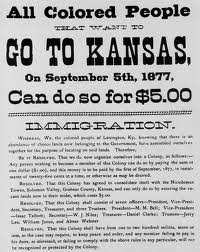 All Colored People
THAT WANT TO
GO TO KANSAS,
On September 5th, 1877,
Can do so for $5.00
IMMIGRATION.
WHEREAS, We, the colored people of Lexington, Ky., knowing that there is an
abundance of choice lands now belonging to the Government, have assembled ourselves
together for the purpose of locating on said lands. Therefore,
BE IT RESOLVED, That we do now organize ourselves into a Colony, as follows:—
Any person wishing to become a member of this Colony can do so by paying the sum of
one dollar ($1.00), and this money is to be paid by the first of September, 1877, in instal-
ments of twenty-five cents at a time, or otherwise as may be desired.
RESOLVED, That this Colony has agreed to consolidate itself with the Nicodemus
Towns, Solomon Valley, Graham County, Kansas, and can only do so by entering the va-
cant lands now in their midst, which costs $5.00.
RESOLVED, That this Colony shall consist of seven officers—President, Vice-Presi-
dent, Secretary, Treasurer, and three Trustees. President—M. M. Bell; Vice-President
—Isaac Talbott; Secretary—W. J. Niles; Treasurer—Daniel Clarke; Trustees—Jerry
Lee, William Jones, and Abner Webster.
RESOLVED, That this Colony shall have from one to two hundred militia, more or
less, as the case may require, to keep peace and order, and any member failing to pay in
his dues, as aforesaid, or failing to comply with the above rules in any particular, will not
be recognized or protected by the Colony.